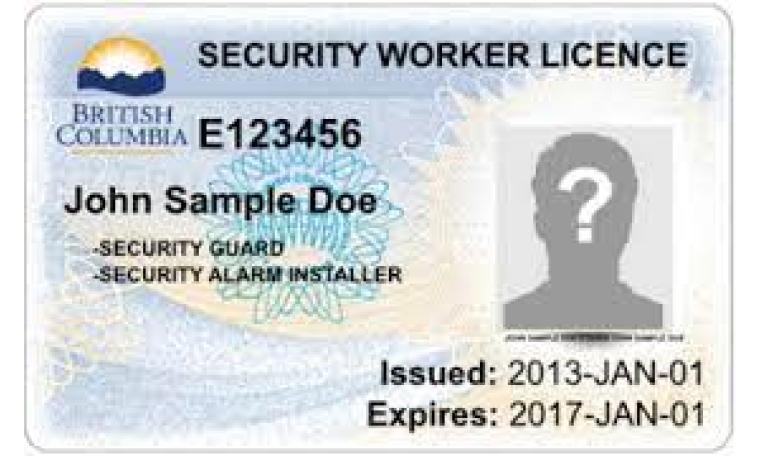 SECURITY WORKER LICENCE
BRITISH
COLUMBIA
E123456
John Sample Doe
-SECURITY GUARD
-SECURITY ALARM INSTALLER
?
Issued: 2013-JAN-01
Expires: 2017-JAN-01